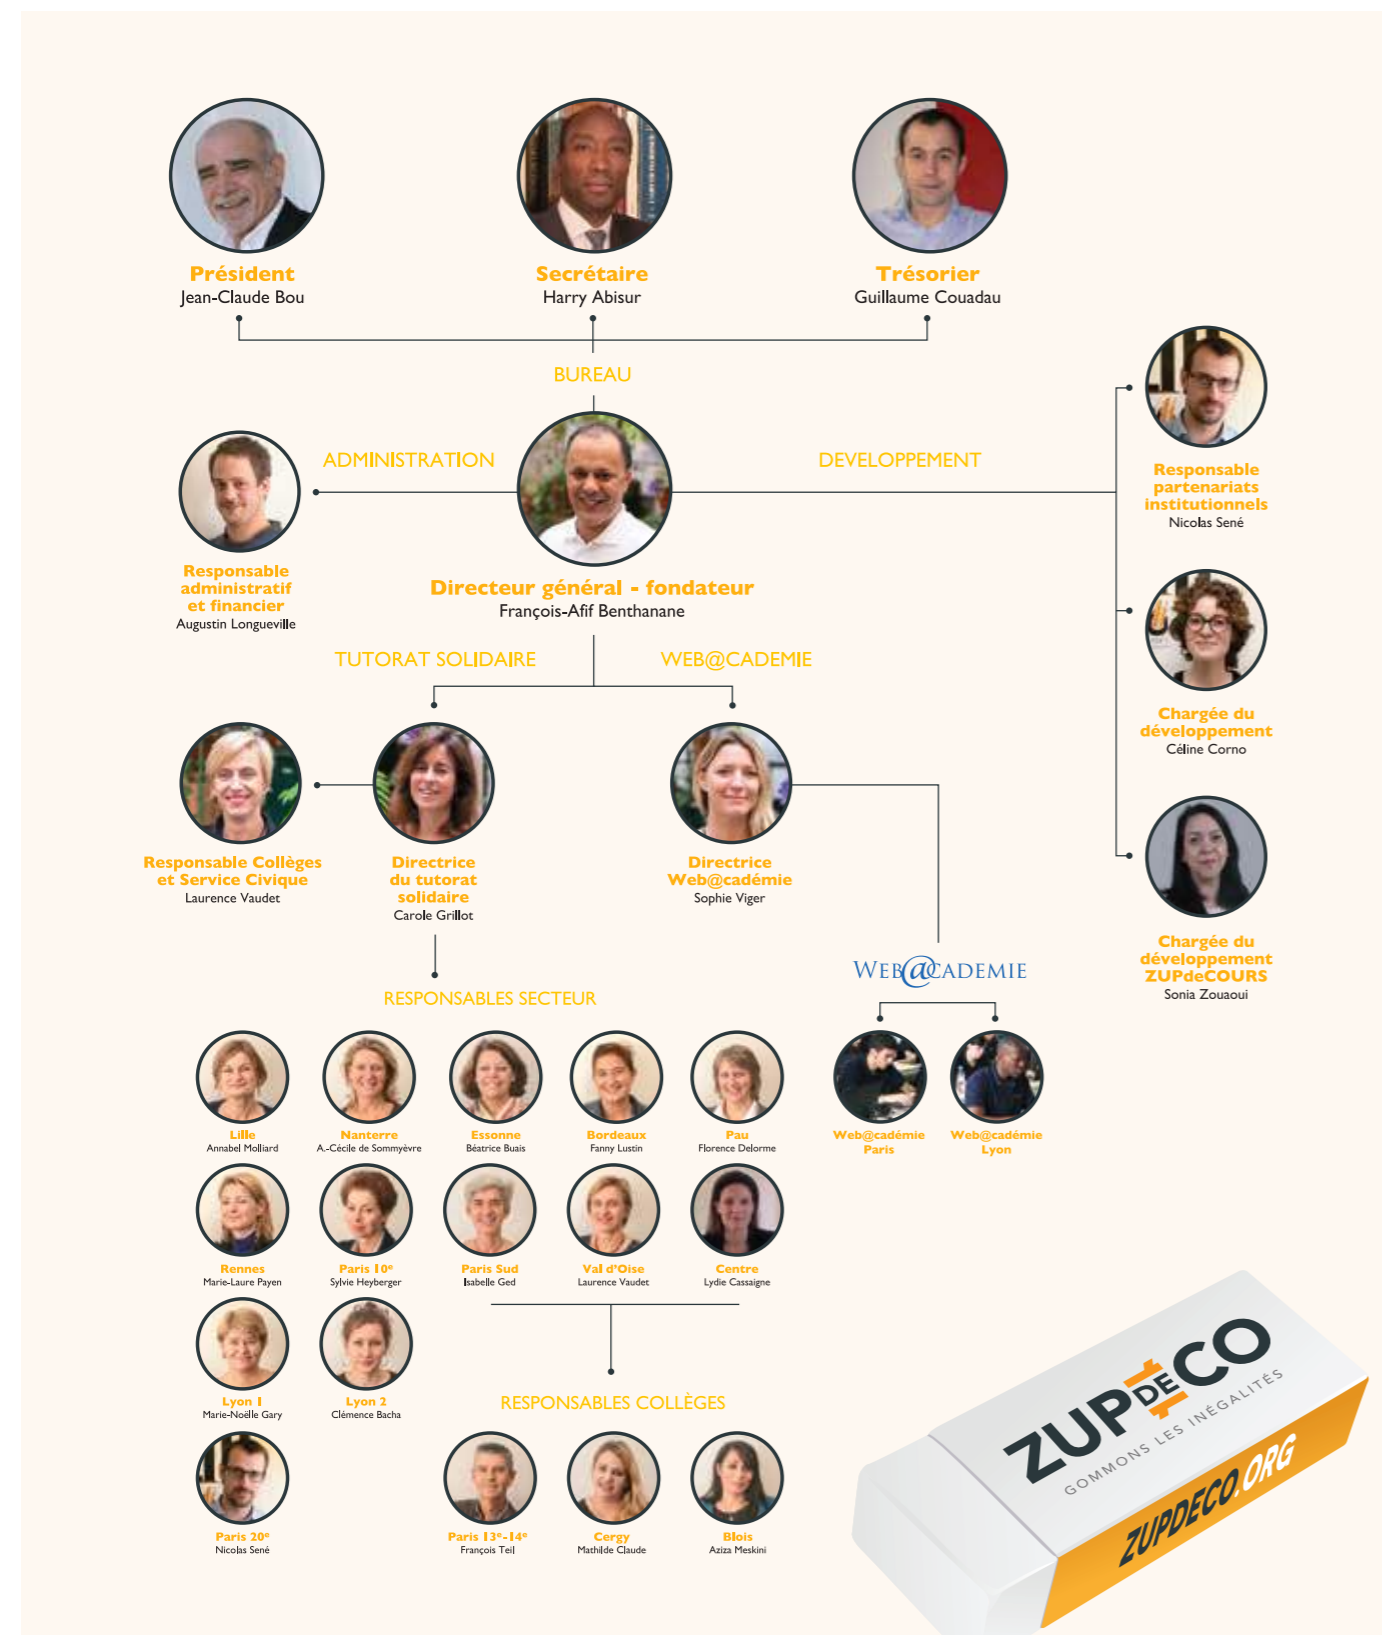 Président
Jean-Claude Bou
Secrétaire
Harry Abisur
Trésorier
Guillaume Couadau
BUREAU
ADMINISTRATION
DEVELOPPEMENT
Responsable
partenariats
institutionnels
Nicolas Sené
Responsable
administratif
et financier
Augustin Longueville
Directeur général - fondateur
François-Afif Benthanane
TUTORAT SOLIDAIRE
WEB@CADEMIE
Chargée du
développement
Céline Corno
Responsable Collèges
et Service Civique
Laurence Vaudet
Directrice
du tutorat
solidaire
Carole Grillot
Directrice
Web@cadémie
Sophie Viger
Chargée du
développement
ZUPdeCOURS
Sonia Zouaoui
WEB@CADEMIE
RESPONSABLES SECTEUR
Lille
Annabel Molliard
Nanterre
A.-Cécile de Sommyèvre
Essonne
Béatrice Buais
Bordeaux
Fanny Lustin
Pau
Florence Delorme
Web@cadémie
Paris
Web@cadémie
Lyon
Rennes
Marie-Laure Payen
Paris 10e
Sylvie Heyberger
Paris Sud
Isabelle Ged
Val d'Oise
Laurence Vaudet
Centre
Lydie Cassaigne
Lyon 1
Marie-Noëlle Gary
Lyon 2
Clémence Bacha
RESPONSABLES COLLÈGES
Paris 20e
Nicolas Sené
Paris 13e-14e
François Teil
Cergy
Mathilde Claude
Blois
Aziza Meskini
ZUPDECO
GOMMONS LES INÉGALITÉS
ZUPDECO.ORG